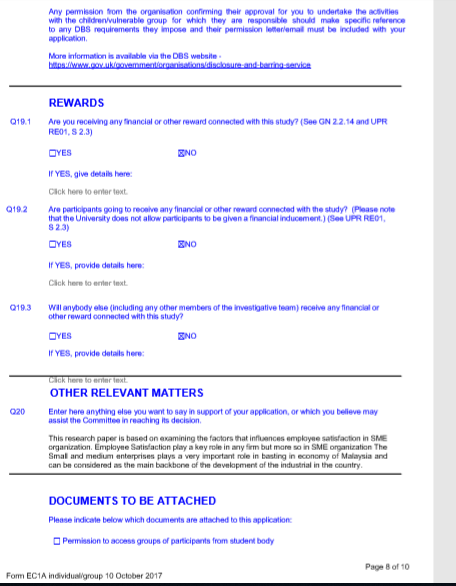 Any permission from the organisation confirming their approval for you to undertake the activities
with the children/vulnerable group for which they are responsible should make specific reference
to any DBS requirements they impose and their permission letter/email must be included with your
application.
More information is available via the DBS website -
https://www.gov.uk/government/organisations/disclosure-and-barring-service
REWARDS
Q19.1 Are you receiving any financial or other reward connected with this study? (See GN 2.2.14 and UPR
RE01, S 2.3)
☐YES ☒NO
If YES, give details here:
Click here to enter text.
Q19.2 Are participants going to receive any financial or other reward connected with the study? (Please note
that the University does not allow participants to be given a financial inducement.) (See UPR RE01,
S 2.3)
☐YES ☒NO
If YES, provide details here:
Click here to enter text.
Q19.3 Will anybody else (including any other members of the investigative team) receive any financial or
other reward connected with this study?
☐YES ☒NO
If YES, provide details here:
Click here to enter text.
OTHER RELEVANT MATTERS
Q20 Enter here anything else you want to say in support of your application, or which you believe may
assist the Committee in reaching its decision.
This research paper is based on examining the factors that influences employee satisfaction in SME
organization. Employee Satisfaction play a key role in any firm but more so in SME organization The
Small and medium enterprises plays a very important role in basting in economy of Malaysia and
can be considered as the main backbone of the development of the industrial in the country.
DOCUMENTS TO BE ATTACHED
Please indicate below which documents are attached to this application:
☐ Permission to access groups of participants from student body
Page 8 of 10
Form EC1A individual/group 10 October 2017